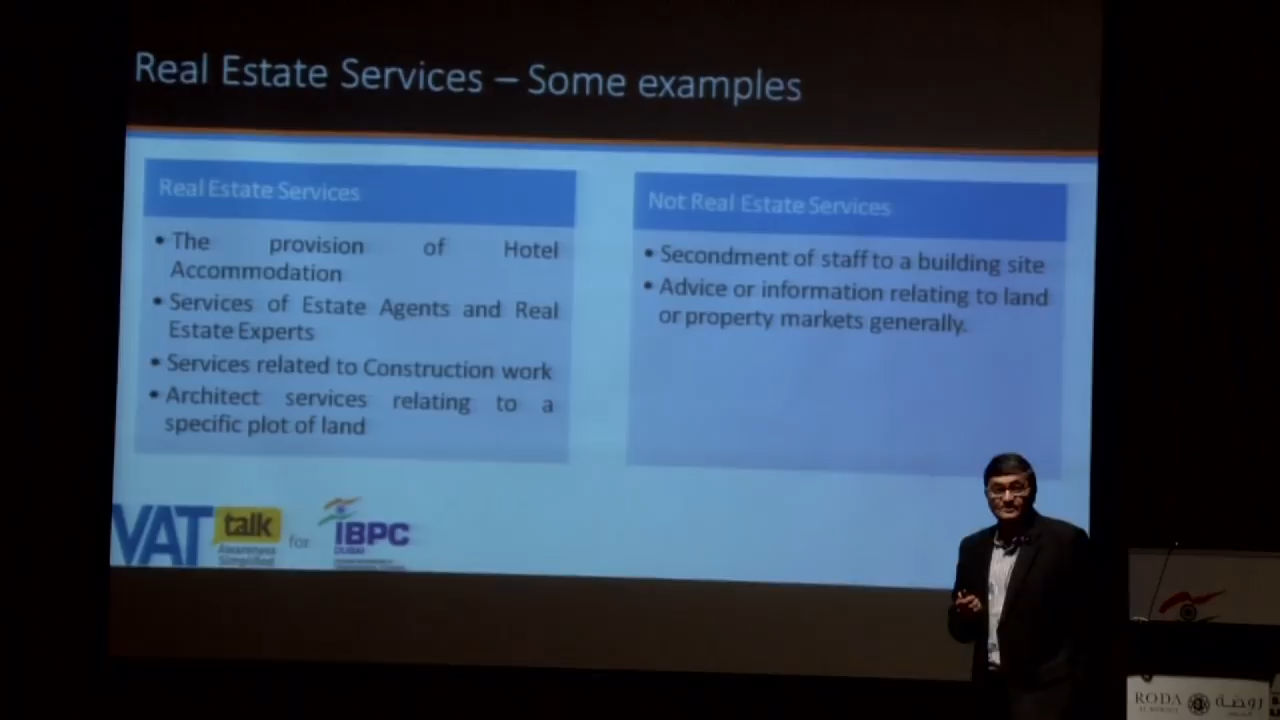 Real Estate Services – Some examples
Real Estate Services
• The provision of Hotel
Accommodation
• Services of Estate Agents and Real
Estate Experts
• Services related to Construction work
• Architect services relating to a
specific plot of land
Not Real Estate Services
• Secondment of staff to a building site
• Advice or information relating to land
or property markets generally.
VAT talk
Awareness
Simplified
for
IBPC
DUBAI
RODA روضة